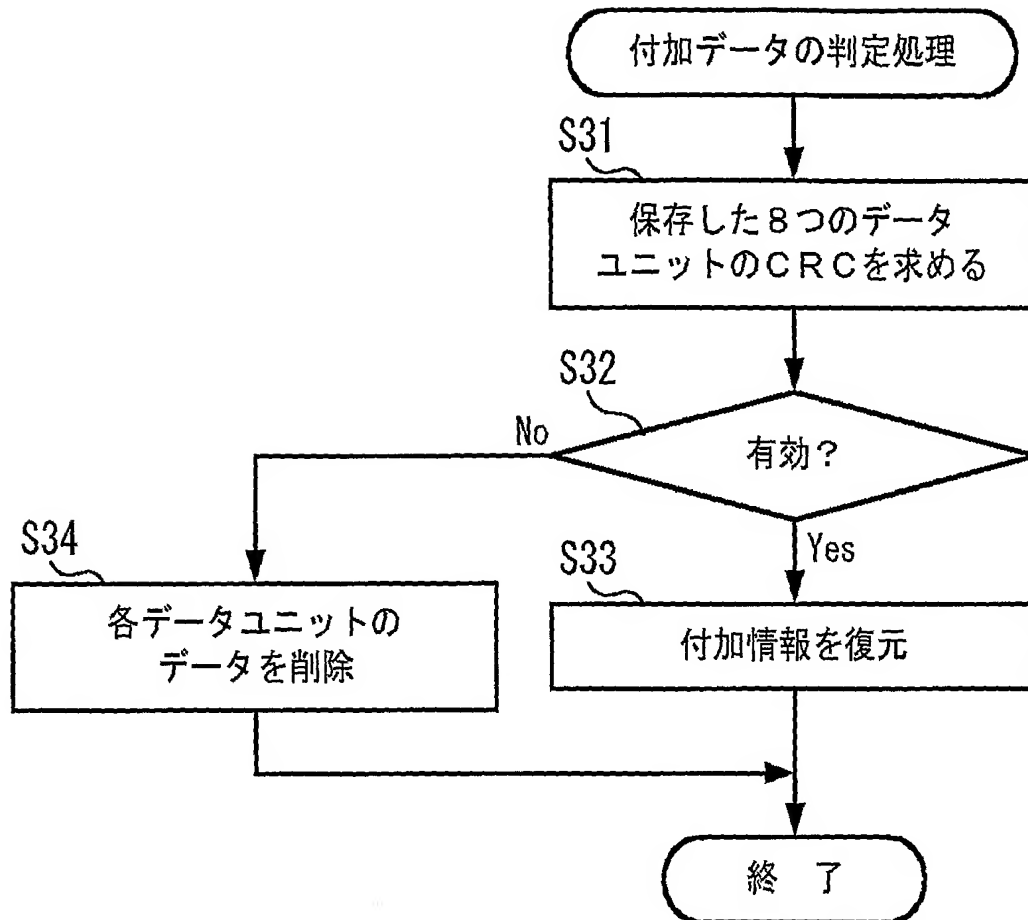 付加データの判定処理
S31
保存した8つのデータ
ユニットのCRCを求める
S32
No
有効?
Yes
S34
各データユニットの
データを削除
S33
付加情報を復元
終 了